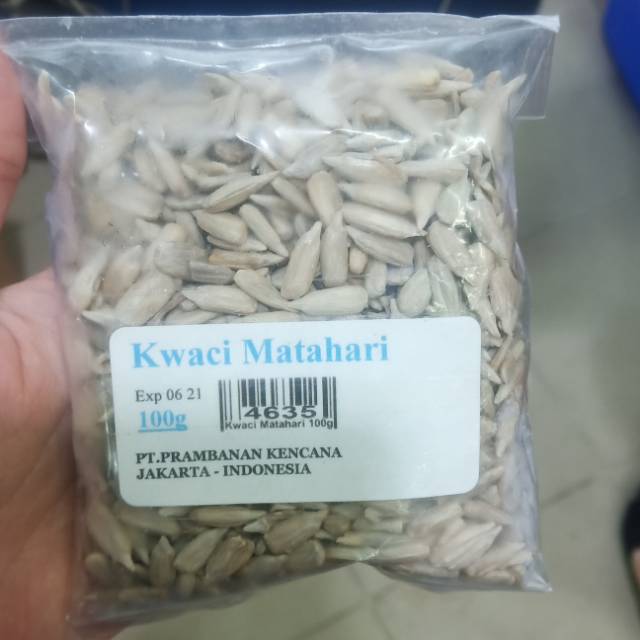 Kwaci Matahari
Exp 06 21
100g
4635
Kwaci Matahari 100g
PT.PRAMBANAN KENCANA
JAKARTA - INDONESIA